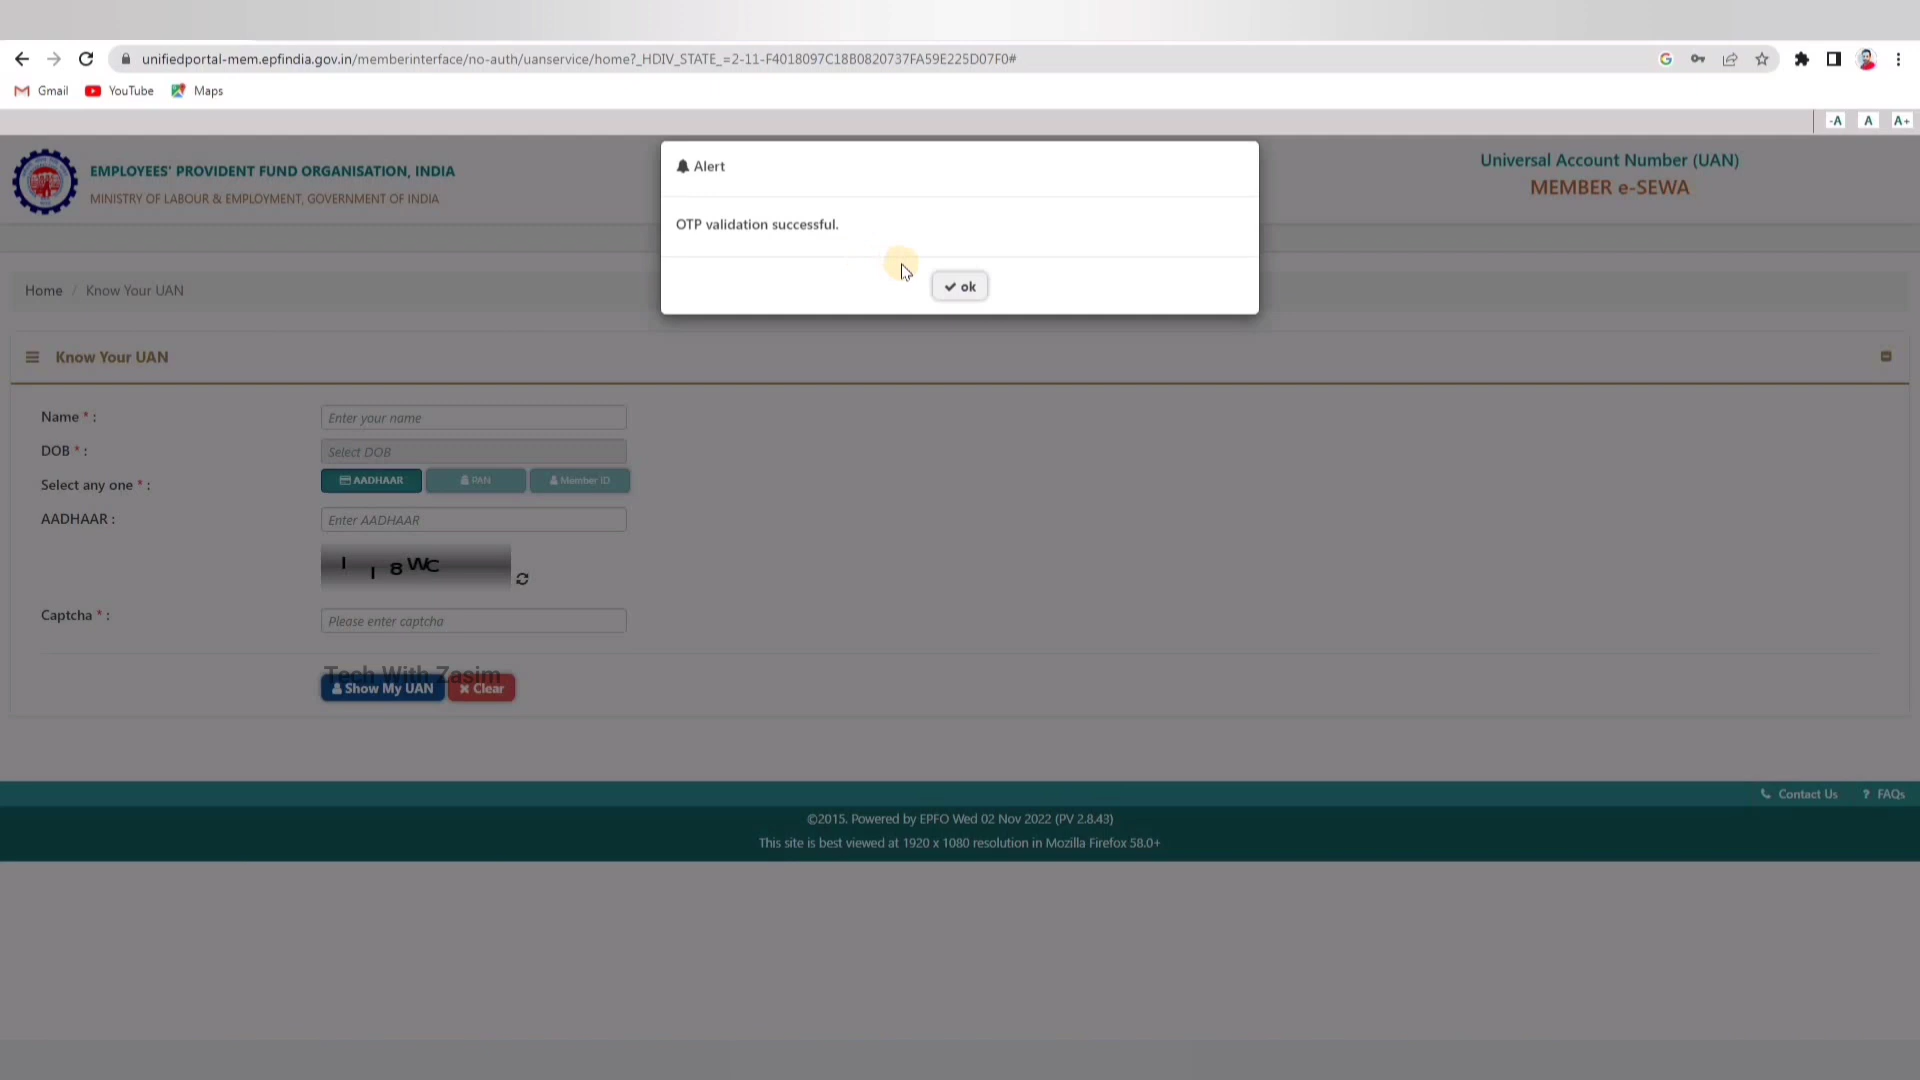 unifiedportal-mem.epfindia.gov.in/memberinterface/no-auth/uanservice/home?_HDIV_STATE_=2-11-F4018097C18B0820737FA59E225D07F0#
Gmail YouTube Maps
-A A A+
EMPLOYEES' PROVIDENT FUND ORGANISATION, INDIA
MINISTRY OF LABOUR & EMPLOYMENT, GOVERNMENT OF INDIA
Alert
OTP validation successful.
ok
Universal Account Number (UAN)
MEMBER e-SEWA
Home / Know Your UAN
Know Your UAN
Name * : Enter your name
DOB * : Select DOB
Select any one * : AADHAAR PAN Member ID
AADHAAR : Enter AADHAAR
Captcha * : Please enter captcha
Tech With Zasim
Show My UAN Clear
Contact Us ? FAQs
©2015. Powered by EPFO Wed 02 Nov 2022 (PV 2.8.43)
This site is best viewed at 1920 x 1080 resolution in Mozilla Firefox 58.0+